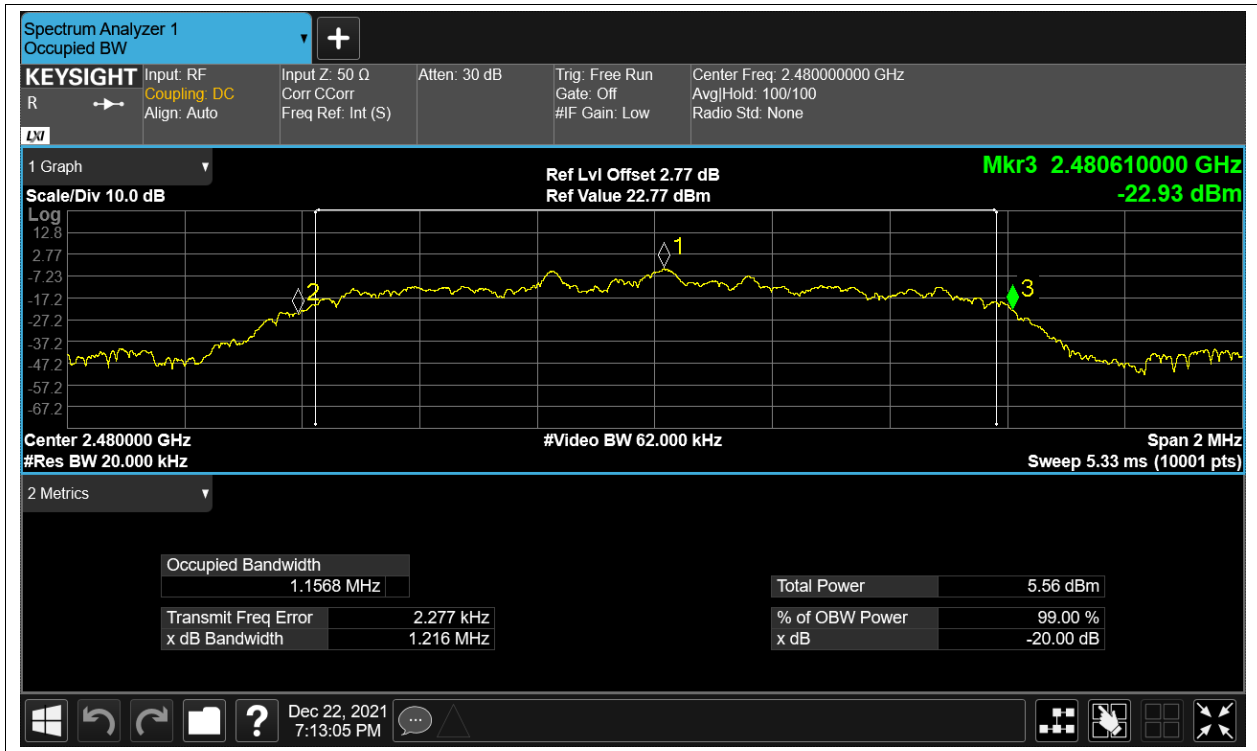 Spectrum Analyzer 1
Occupied BW
KEYSIGHT
R
LXI
Input: RF
Coupling: DC
Align: Auto
Input Z: 50 Ω
Corr CCorr
Freq Ref: Int (S)
Atten: 30 dB
Trig: Free Run
Gate: Off
#IF Gain: Low
Center Freq: 2.480000000 GHz
Avg|Hold: 100/100
Radio Std: None
1 Graph
Scale/Div 10.0 dB
Ref Lvl Offset 2.77 dB
Ref Value 22.77 dBm
Mkr3 2.480610000 GHz
-22.93 dBm
Log
12.8
2.77
-7.23
-17.2
-27.2
-37.2
-47.2
-57.2
-67.2
1
2
3
Center 2.480000 GHz
#Res BW 20.000 kHz
#Video BW 62.000 kHz
Span 2 MHz
Sweep 5.33 ms (10001 pts)
2 Metrics
Occupied Bandwidth
1.1568 MHz
Transmit Freq Error 2.277 kHz
x dB Bandwidth 1.216 MHz
Total Power 5.56 dBm
% of OBW Power 99.00 %
x dB -20.00 dB
?
Dec 22, 2021
7:13:05 PM